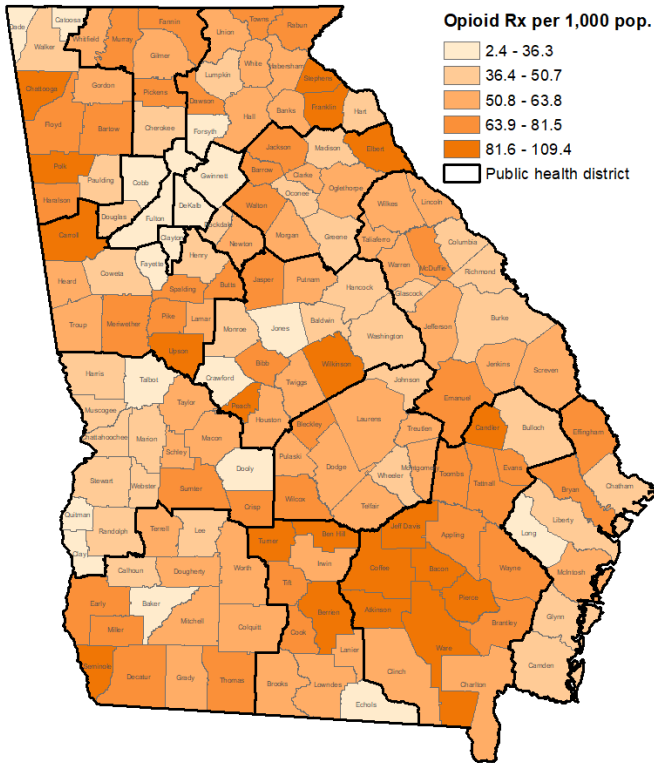 Opioid Rx per 1,000 pop.
2.4 - 36.3
36.4 - 50.7
50.8 - 63.8
63.9 - 81.5
81.6 - 109.4
Public health district
Dade
Catoosa
Walker
Whitfield
Murray
Fannin
Union
Towns
Rabun
Gilmer
White
Habersham
Lumpkin
Stephens
Chattooga
Gordon
Pickens
Dawson
Franklin
Hart
Banks
Hall
Floyd
Bartow
Cherokee
Forsyth
Jackson
Madison
Elbert
Polk
Paulding
Cobb
Gwinnett
Barrow
Clarke
Oglethorpe
Oconee
Haralson
Douglas
Fulton
DeKalb
Walton
Wilkes
Lincoln
Carroll
Clayton
Rockdale
Newton
Morgan
Greene
Taliaferro
Columbia
Fayette
Henry
McDuffie
Warren
Richmond
Heard
Coweta
Spalding
Butts
Jasper
Putnam
Hancock
Glascock
Troup
Meriwether
Pike
Lamar
Monroe
Jones
Baldwin
Washington
Jefferson
Burke
Upson
Bibb
Wilkinson
Jenkins
Screven
Harris
Talbot
Crawford
Twiggs
Johnson
Emanuel
Muscogee
Taylor
Peach
Houston
Laurens
Candler
Bulloch
Effingham
Chattahoochee
Marion
Macon
Bleckley
Treutlen
Schley
Pulaski
Dodge
Montgomery
Toombs
Evans
Tattnall
Bryan
Chatham
Stewart
Webster
Sumter
Dooly
Wheeler
Crisp
Wilcox
Telfair
Long
Liberty
Quitman
Randolph
Terrell
Lee
Turner
Ben Hill
Jeff Davis
Appling
Clay
Calhoun
Dougherty
Worth
Irwin
Coffee
Bacon
Wayne
McIntosh
Tift
Early
Baker
Mitchell
Colquitt
Berrien
Atkinson
Pierce
Brantley
Glynn
Miller
Cook
Ware
Lanier
Seminole
Decatur
Grady
Thomas
Brooks
Lowndes
Clinch
Charlton
Camden
Echols